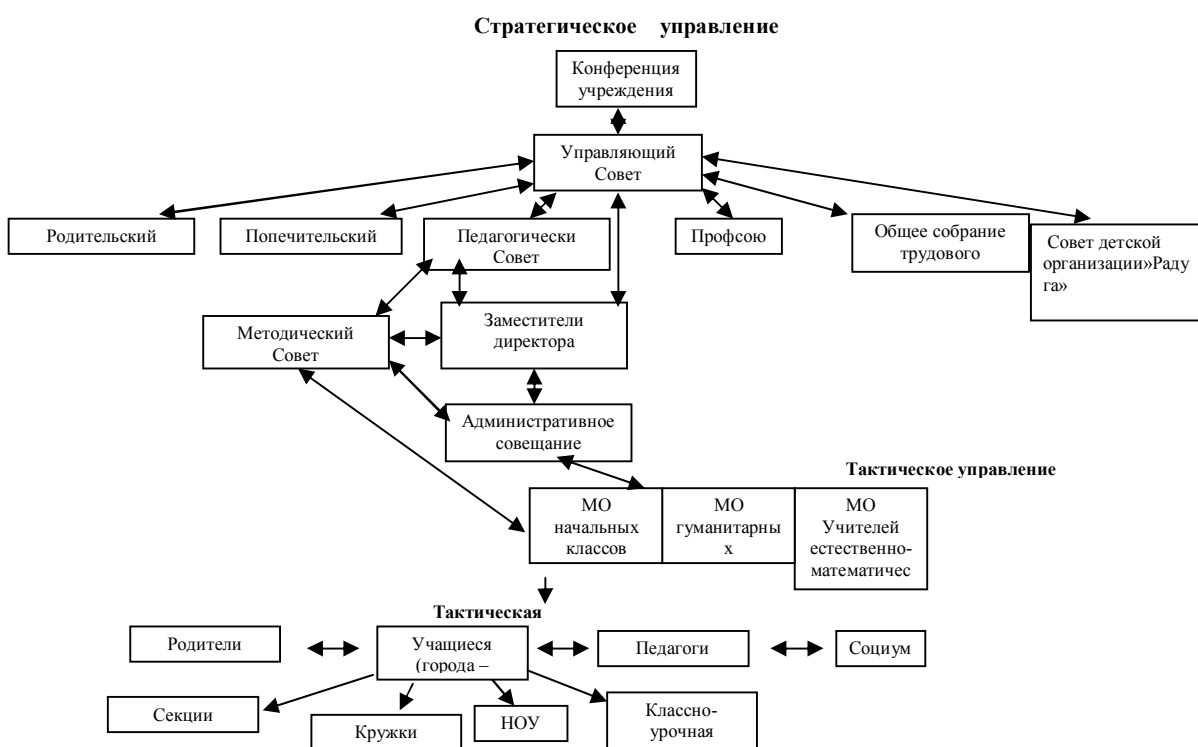 Стратегическое управление
Конференция
учреждения
Управляющий
Совет
Родительский
Попечительский
Педагогически
Совет
Профсою
Общее собрание
трудового
Совет детской
организации»Раду
га»
Методический
Совет
Заместители
директора
Административное
совещание
Тактическое управление
МО
начальных
классов
МО
гуманитарны
х
МО
Учителей
естественно-
математичес
Тактическая
Родители
Учащиеся
(города –
Педагоги
Социум
Секции
Кружки
НОУ
Классно-
урочная